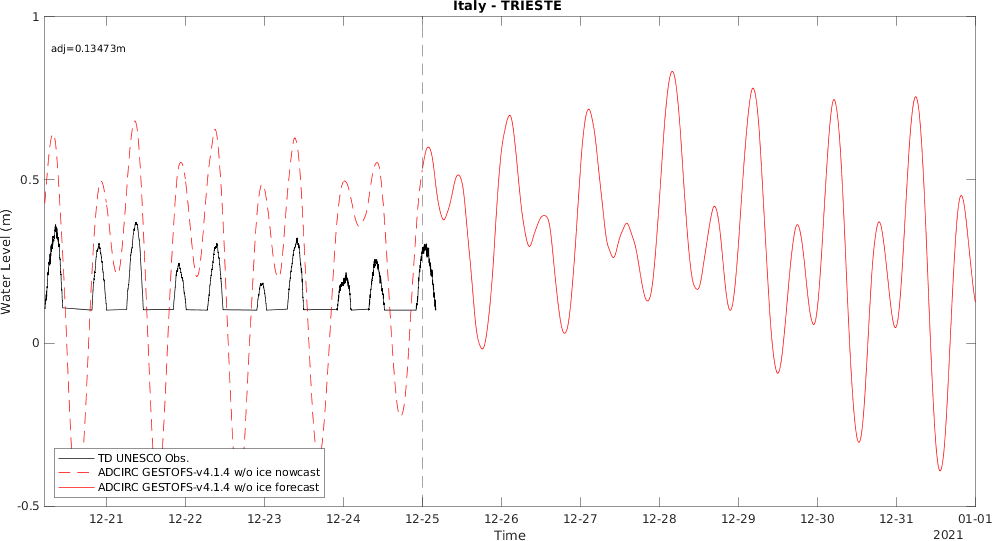 Italy - TRIESTE
adj=0.13473m
Water Level (m)
1
0.5
0
-0.5
TD UNESCO Obs.
ADCIRC GESTOFS-v4.1.4 w/o ice nowcast
ADCIRC GESTOFS-v4.1.4 w/o ice forecast
12-21 12-22 12-23 12-24 12-25 12-26 12-27 12-28 12-29 12-30 12-31 01-01
Time
2021